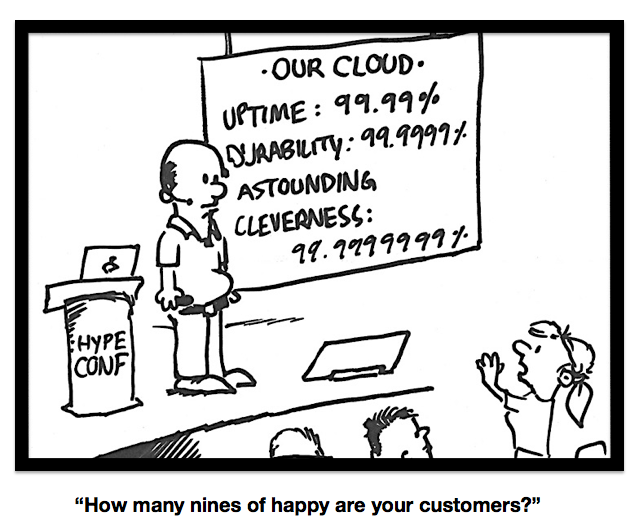 ·OUR CLOUD·
UPTIME: 99.99%
DURABILITY: 99.9999%
ASTOUNDING
CLEVERNESS:
99.9999999%
HYPE
CONF
“How many nines of happy are your customers?”